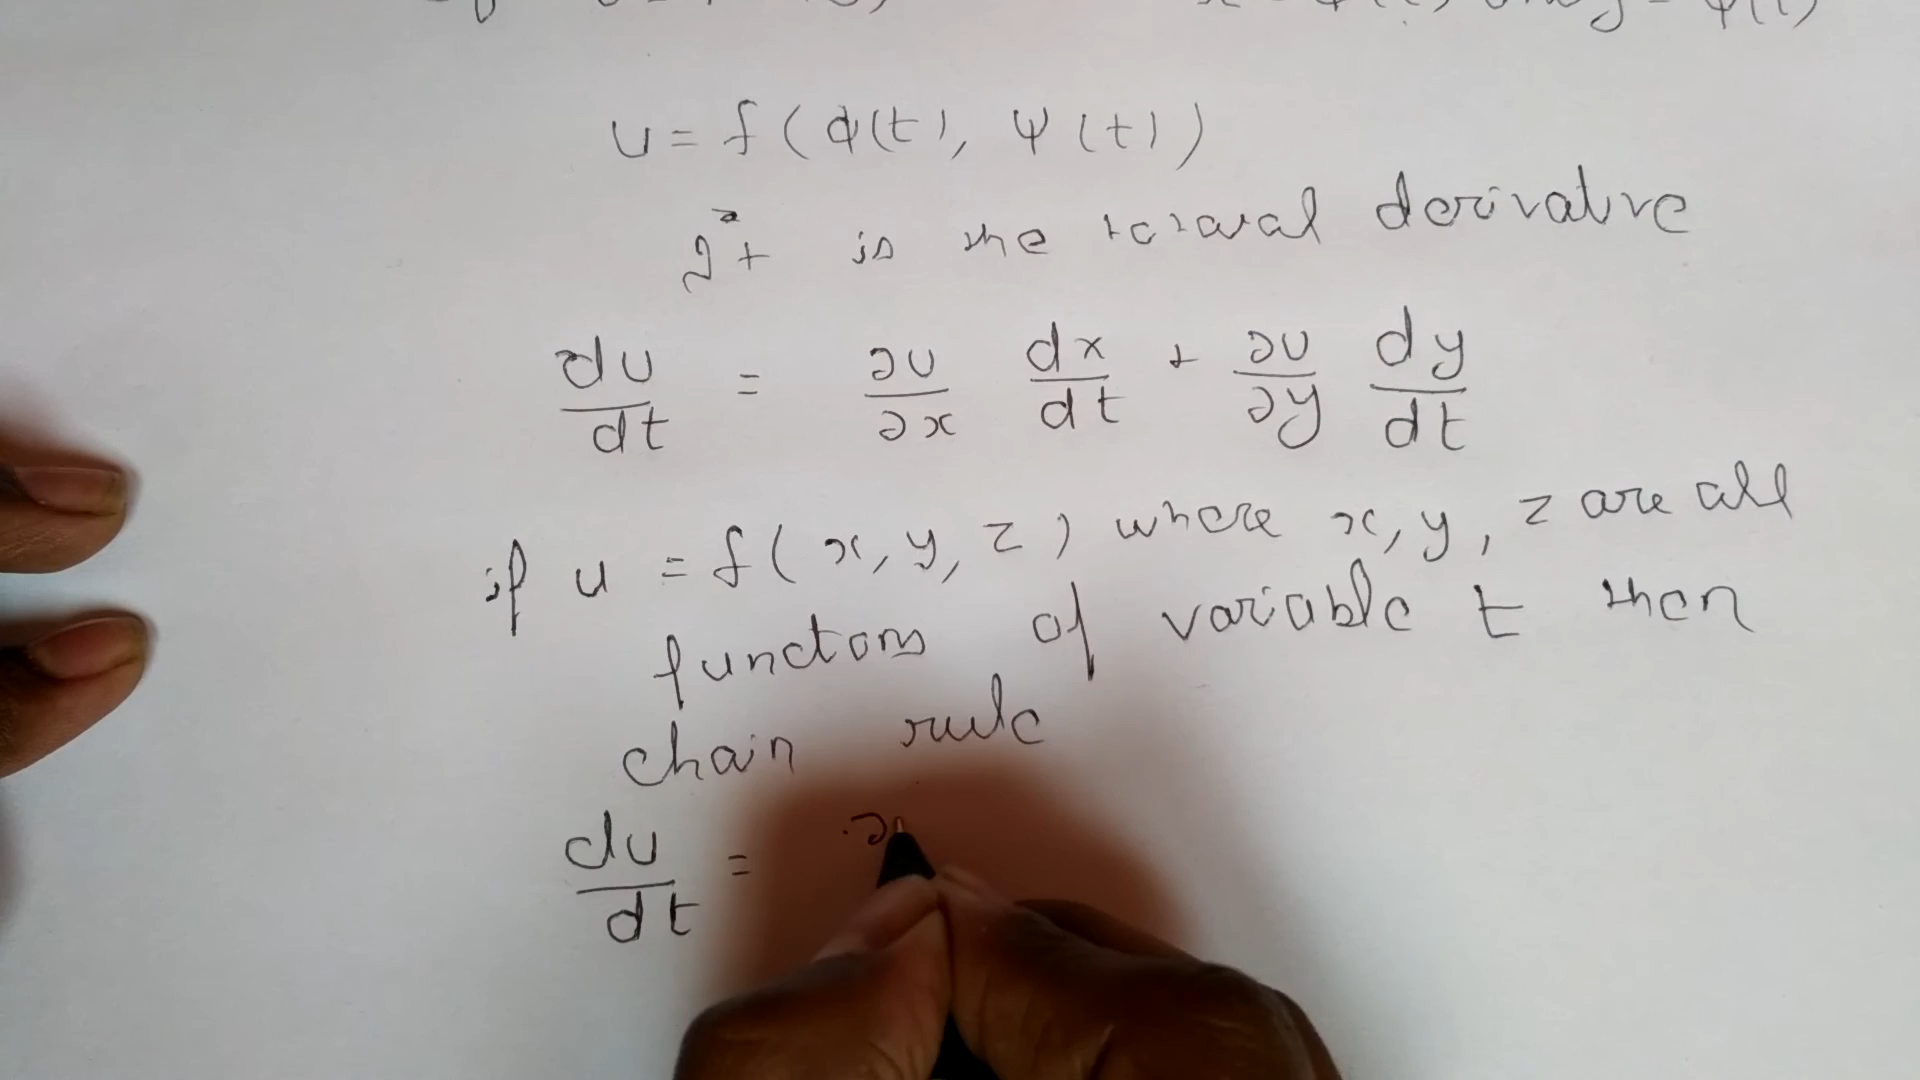 u = f(ϕ(t), ψ(t))
It is the total derivative
du/dt = ∂u/∂x dx/dt + ∂u/∂y dy/dt
if u = f(x, y, z) where x, y, z are all
functions of variable t then
chain rule
du/dt = ∂